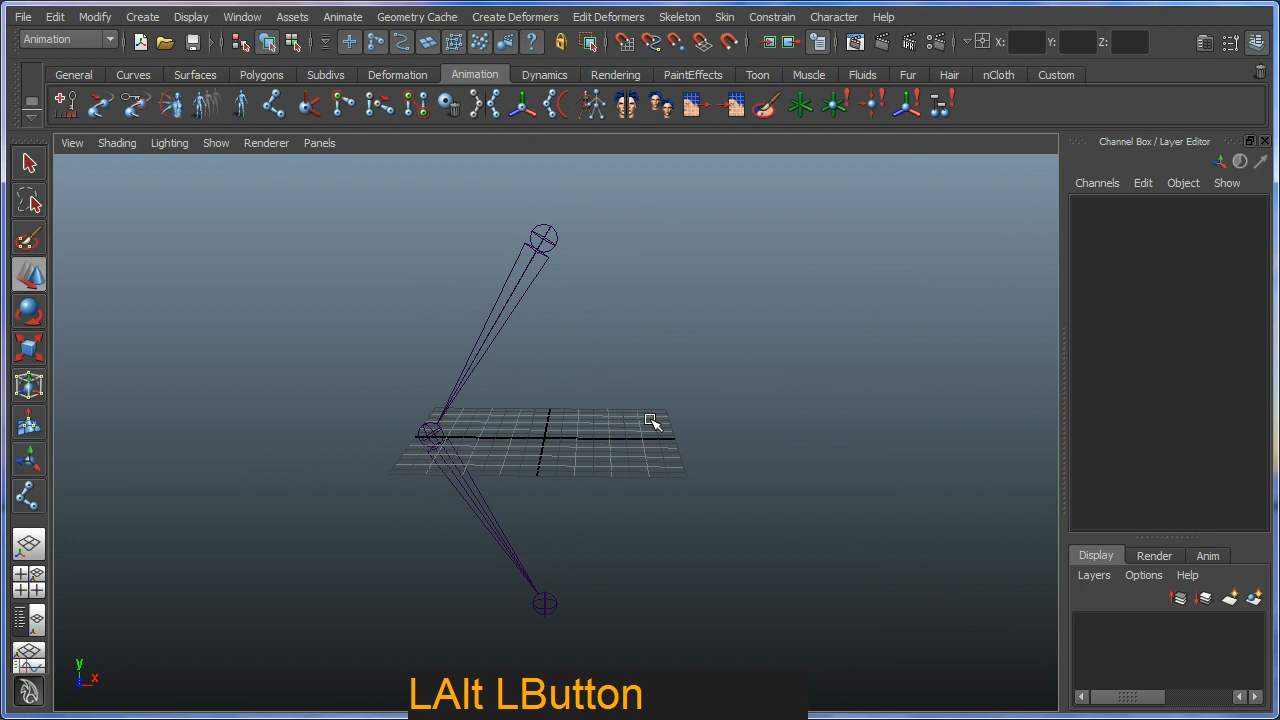 File Edit Modify Create Display Window Assets Animate Geometry Cache Create Deformers Edit Deformers Skeleton Skin Constrain Character Help
Animation X: Y: Z:
General Curves Surfaces Polygons Subdivs Deformation Animation Dynamics Rendering PaintEffects Toon Muscle Fluids Fur Hair nCloth Custom
View Shading Lighting Show Renderer Panels
Channel Box / Layer Editor
Channels Edit Object Show
Display Render Anim
Layers Options Help
y
x
LAlt LButton